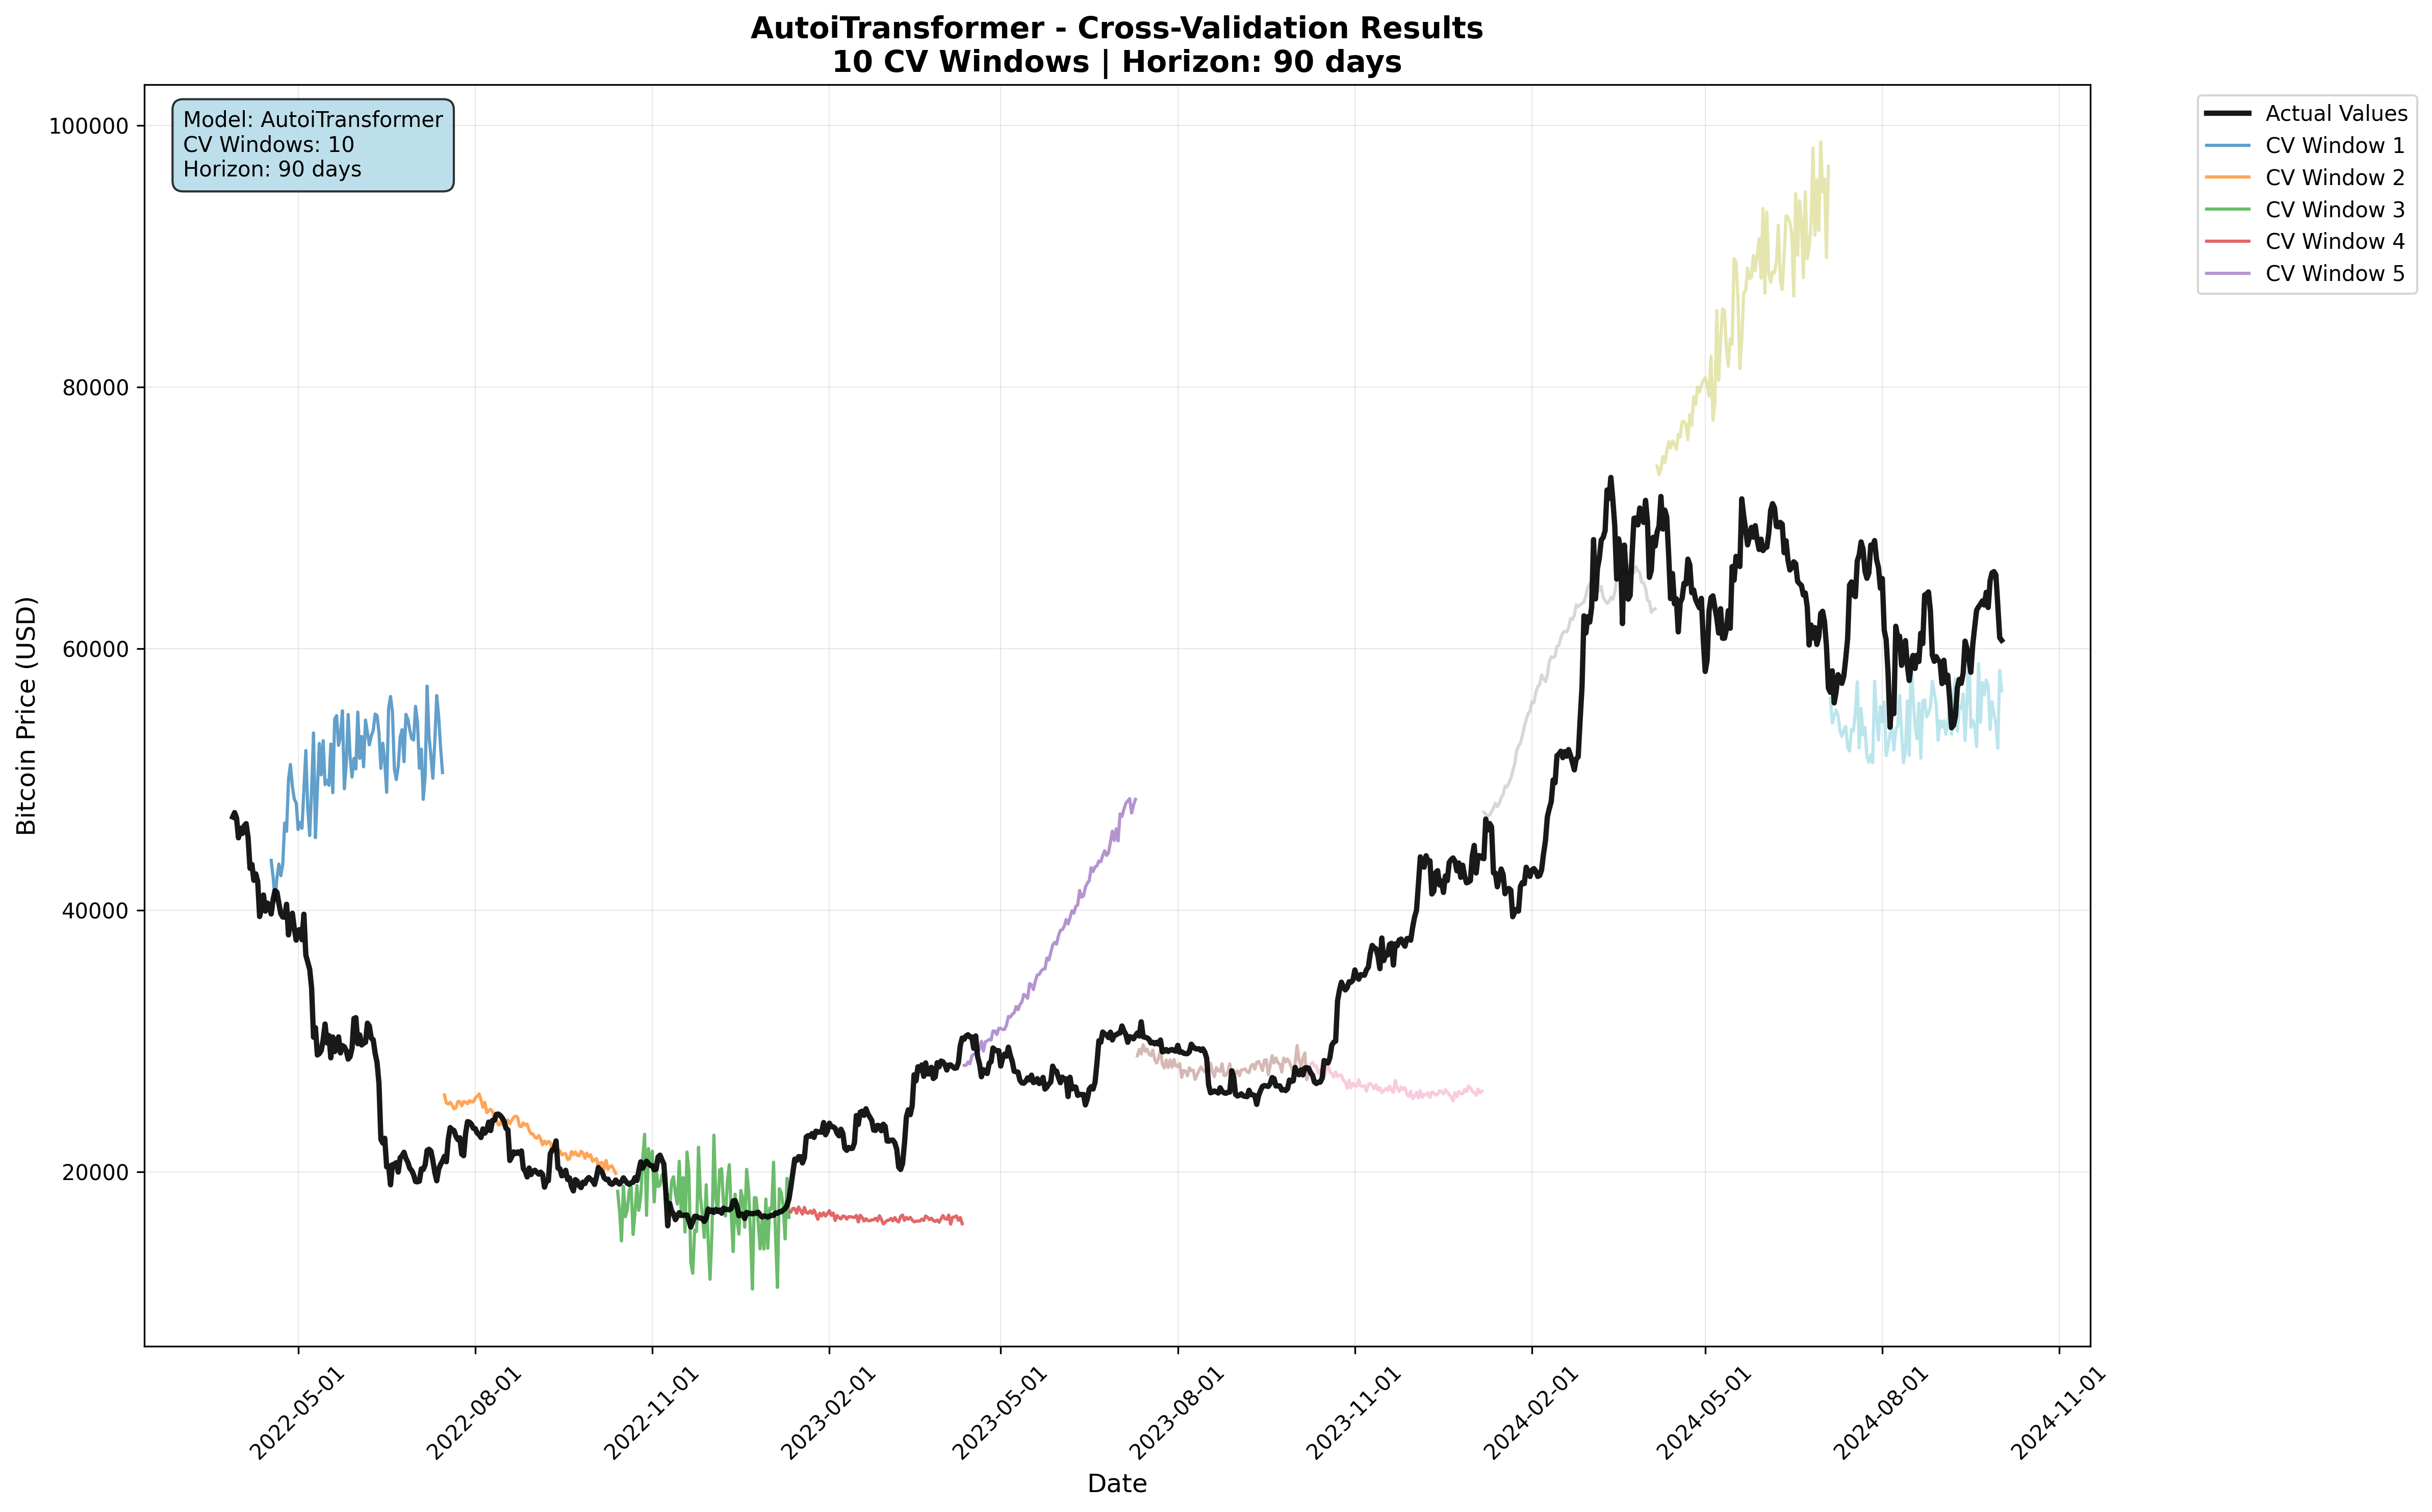 AutoiTransformer - Cross-Validation Results
10 CV Windows | Horizon: 90 days
Model: AutoiTransformer
CV Windows: 10
Horizon: 90 days
Actual Values
CV Window 1
CV Window 2
CV Window 3
CV Window 4
CV Window 5
Bitcoin Price (USD)
100000
80000
60000
40000
20000
2022-05-01
2022-08-01
2022-11-01
2023-02-01
2023-05-01
2023-08-01
2023-11-01
2024-02-01
2024-05-01
2024-08-01
2024-11-01
Date